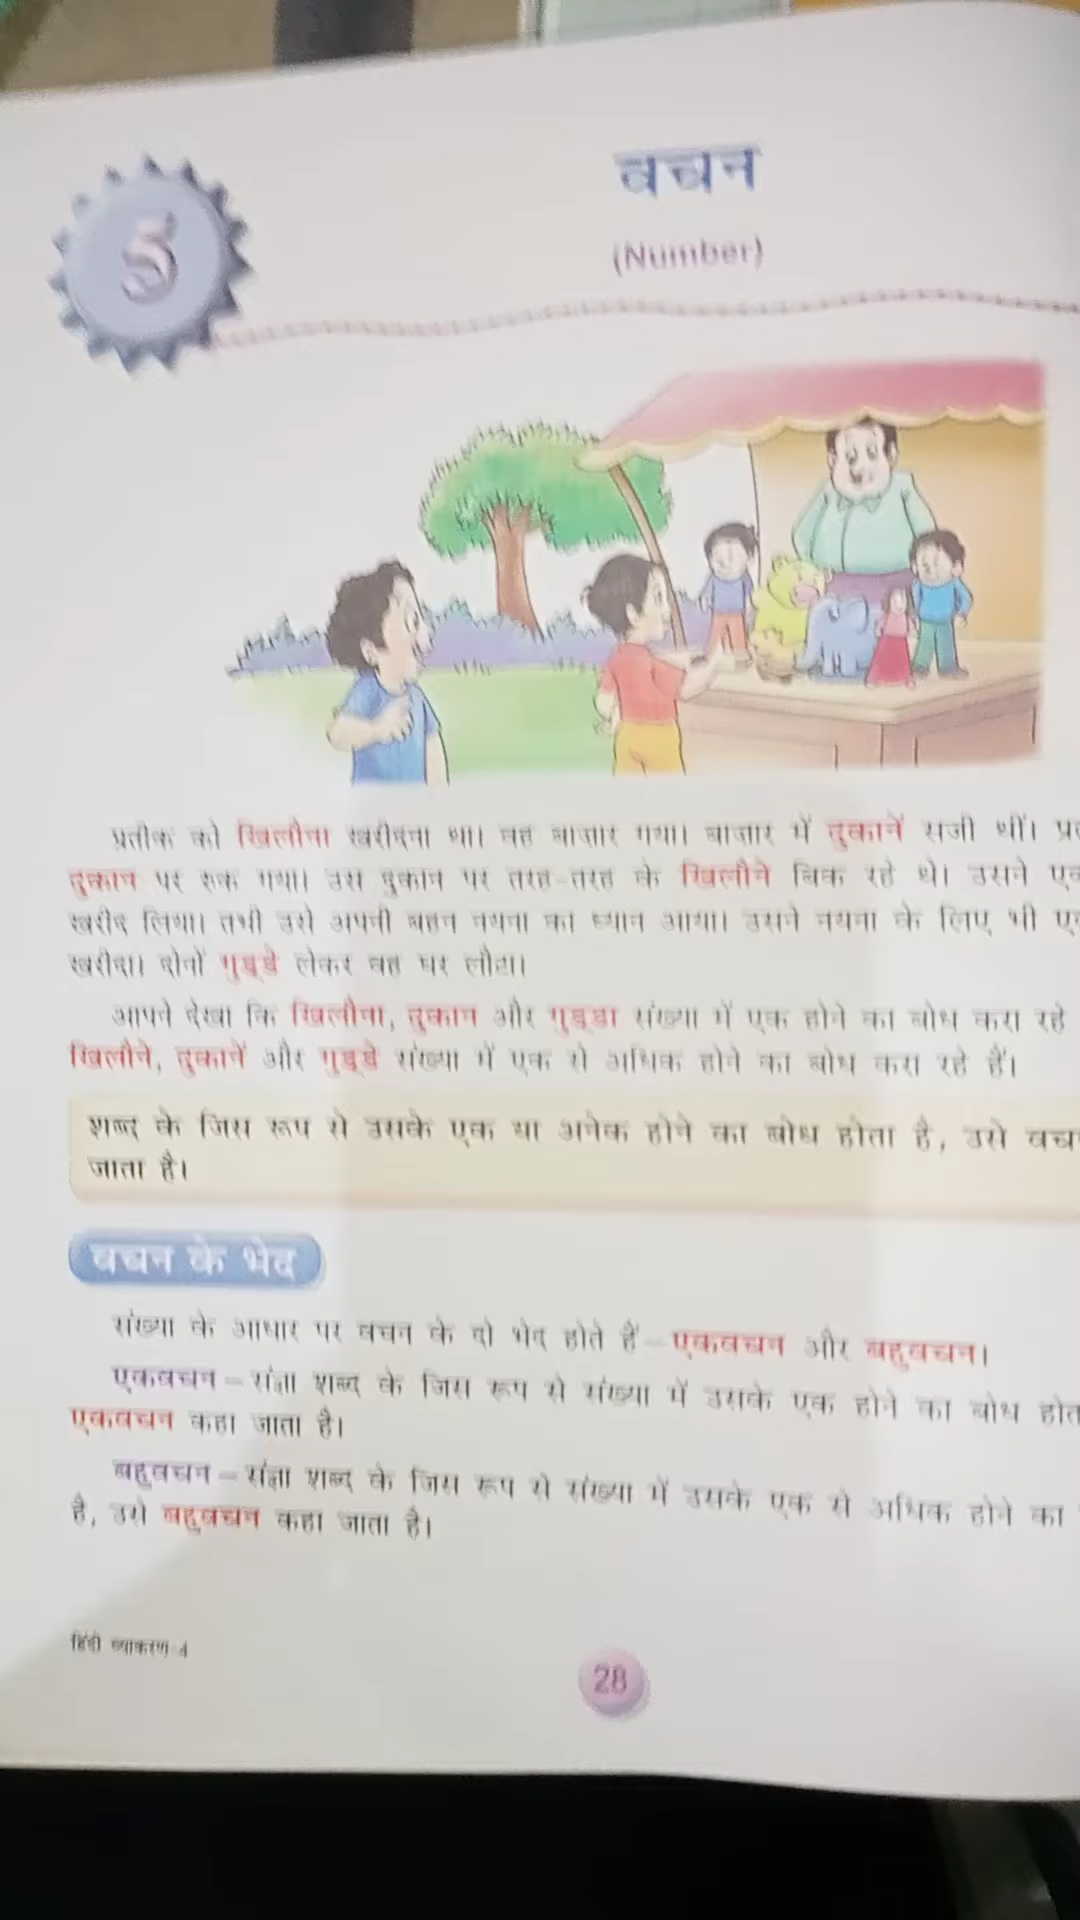 5
वचन
(Number)
प्रतीक को खिलौना खरीदना था। वह बाजार गया। बाजार में दुकानें सजी थीं।
दुकान पर रुक गया। उस दुकान पर तरह-तरह के खिलौने बिक रहे थे। उसने
खरीद लिया। तभी उसे अपनी बहन नयना का ध्यान आया। उसने नयना के लिए भी
खरीदा। दोनों गुड्डे लेकर वह घर लौटा।
आपने देखा कि खिलौना, दुकान और गुड्डा संख्या में एक होने का बोध करा रहे
खिलौने, दुकानें और गुड्डे संख्या में एक से अधिक होने का बोध करा रहे हैं।
शब्द के जिस रूप से उसके एक या अनेक होने का बोध होता है, उसे
जाता है।
वचन के भेद
संख्या के आधार पर वचन के दो भेद होते हैं – एकवचन और बहुवचन।
एकवचन – संज्ञा शब्द के जिस रूप से संख्या में उसके एक होने का बोध
एकवचन कहा जाता है।
बहुवचन – संज्ञा शब्द के जिस रूप से संख्या में उसके एक से अधिक होने का
है, उसे बहुवचन कहा जाता है।
हिंदी व्याकरण-4
28